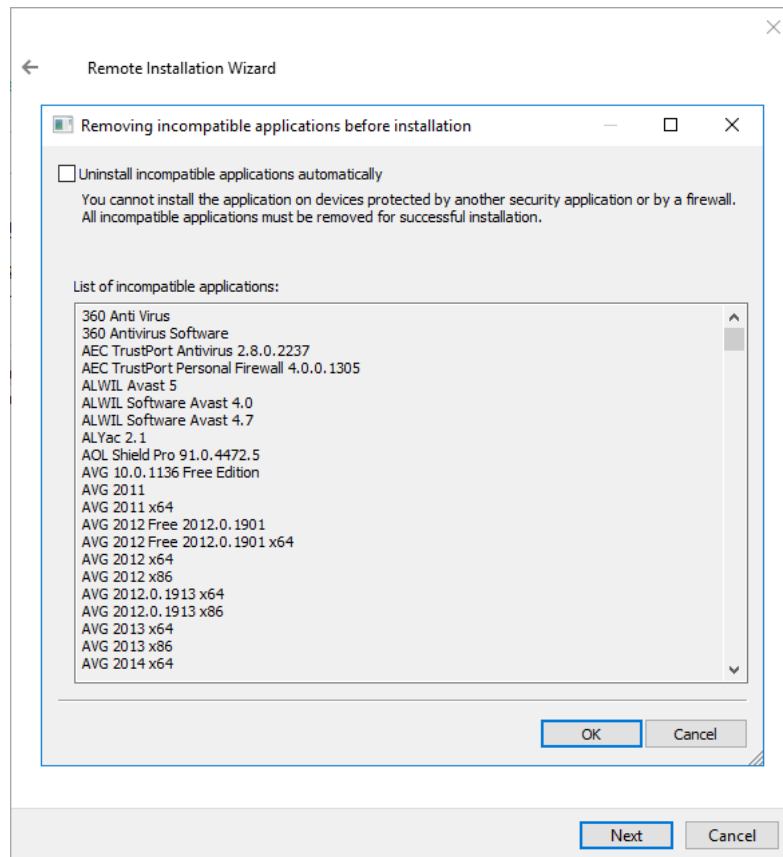 Remote Installation Wizard
Removing incompatible applications before installation
Uninstall incompatible applications automatically
You cannot install the application on devices protected by another security application or by a firewall.
All incompatible applications must be removed for successful installation.
List of incompatible applications:
360 Anti Virus
360 Antivirus Software
AEC TrustPort Antivirus 2.8.0.2237
AEC TrustPort Personal Firewall 4.0.0.1305
ALWIL Avast 5
ALWIL Software Avast 4.0
ALWIL Software Avast 4.7
ALYac 2.1
AOL Shield Pro 91.0.4472.5
AVG 10.0.1136 Free Edition
AVG 2011
AVG 2011 x64
AVG 2012 Free 2012.0.1901
AVG 2012 Free 2012.0.1901 x64
AVG 2012 x64
AVG 2012 x86
AVG 2012.0.1913 x64
AVG 2012.0.1913 x86
AVG 2013 x64
AVG 2013 x86
AVG 2014 x64
OK Cancel
Next Cancel